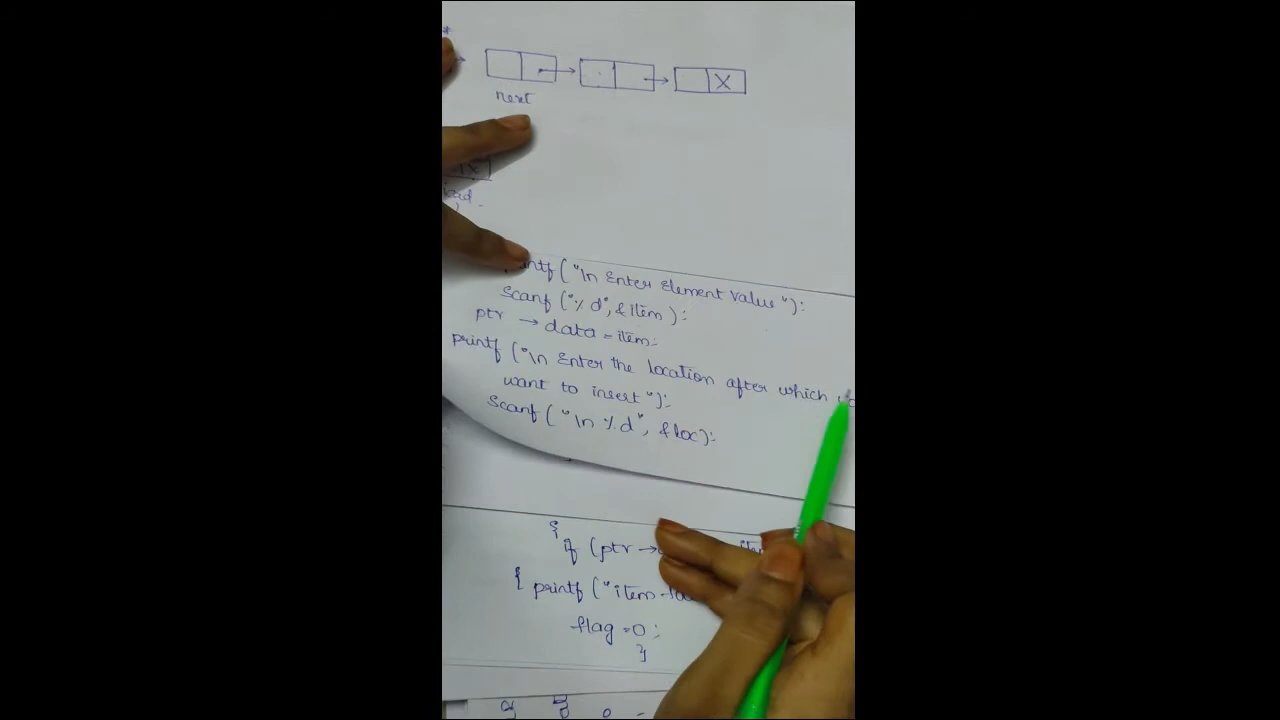 X
next
X
printf ("\n Enter Element Value"):
Scanf ("%d", &Item):
ptr → data = item:
printf ("\n Enter the location after which
want to insert"):
Scanf ("\n %d", &loc):
{
if (ptr →
{ printf ("item
flag = 0;
}